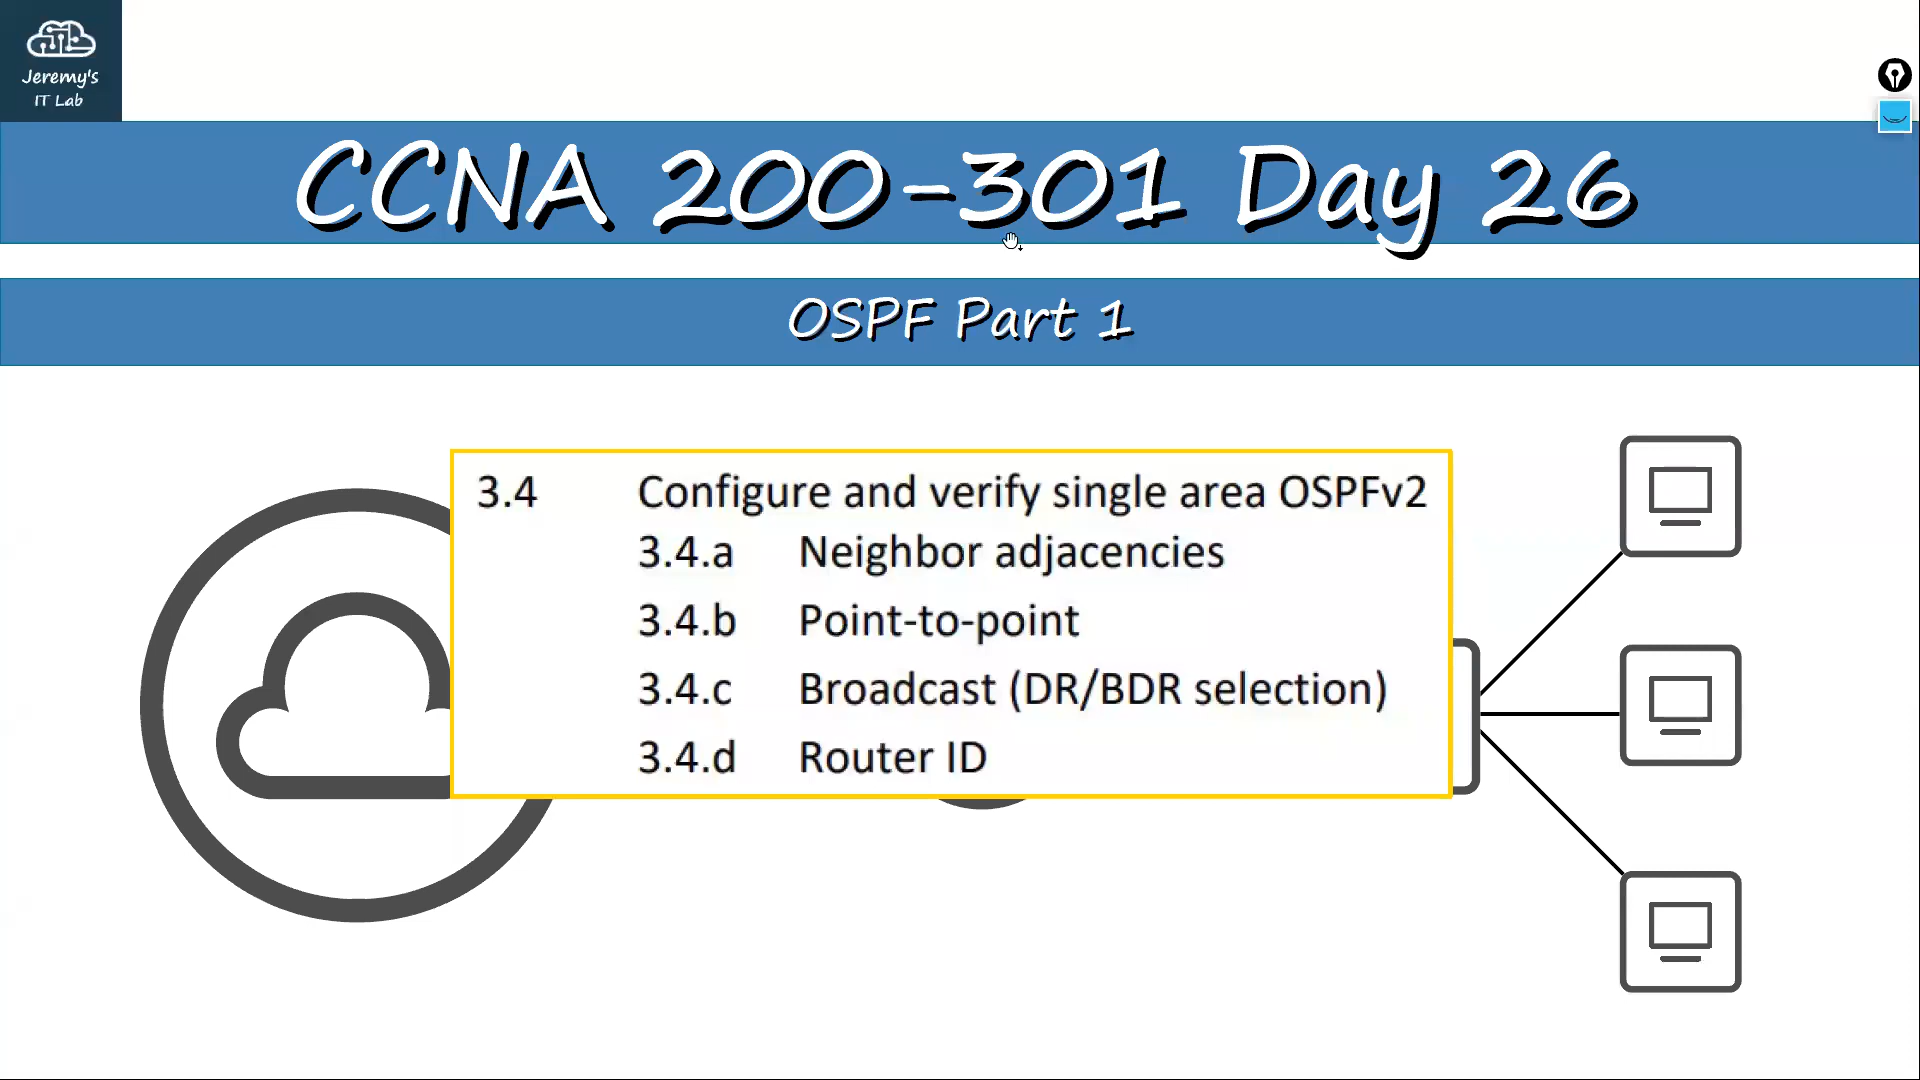 Jeremy's
IT Lab
CCNA 200-301 Day 26
OSPF Part 1
3.4 Configure and verify single area OSPFv2
3.4.a Neighbor adjacencies
3.4.b Point-to-point
3.4.c Broadcast (DR/BDR selection)
3.4.d Router ID